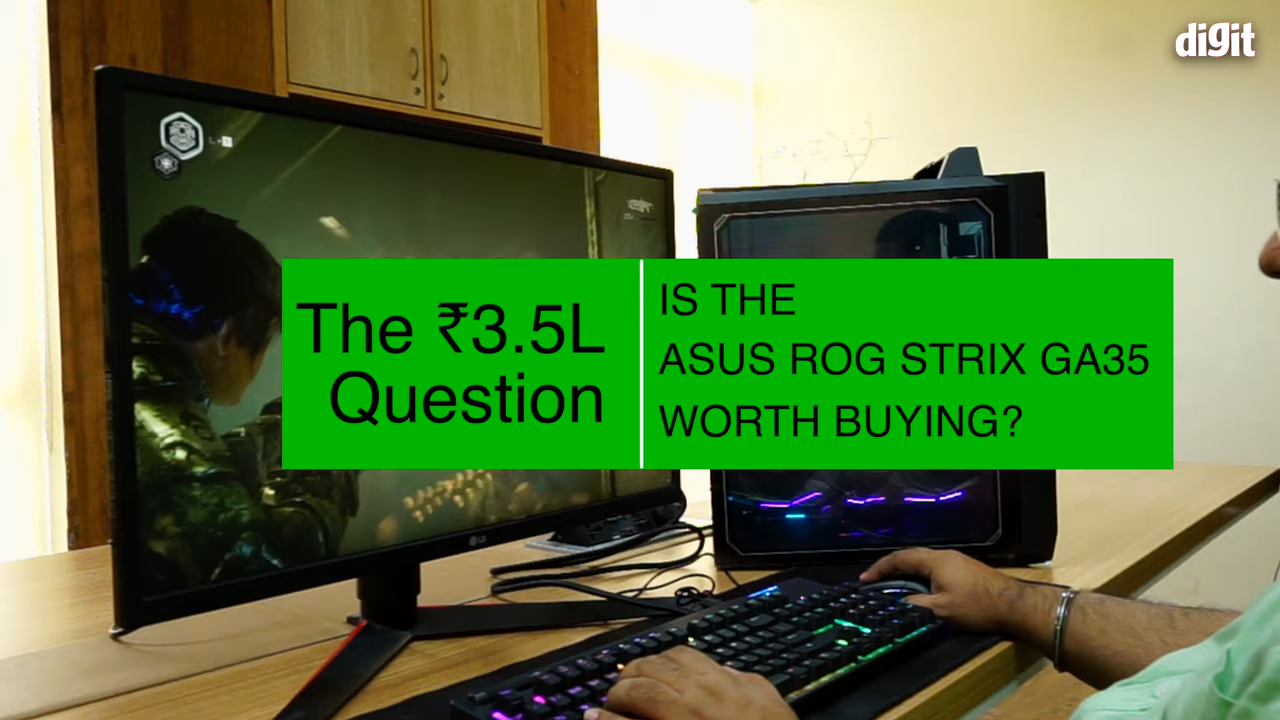 digit
The ₹3.5L
Question
IS THE
ASUS ROG STRIX GA35
WORTH BUYING?
LG